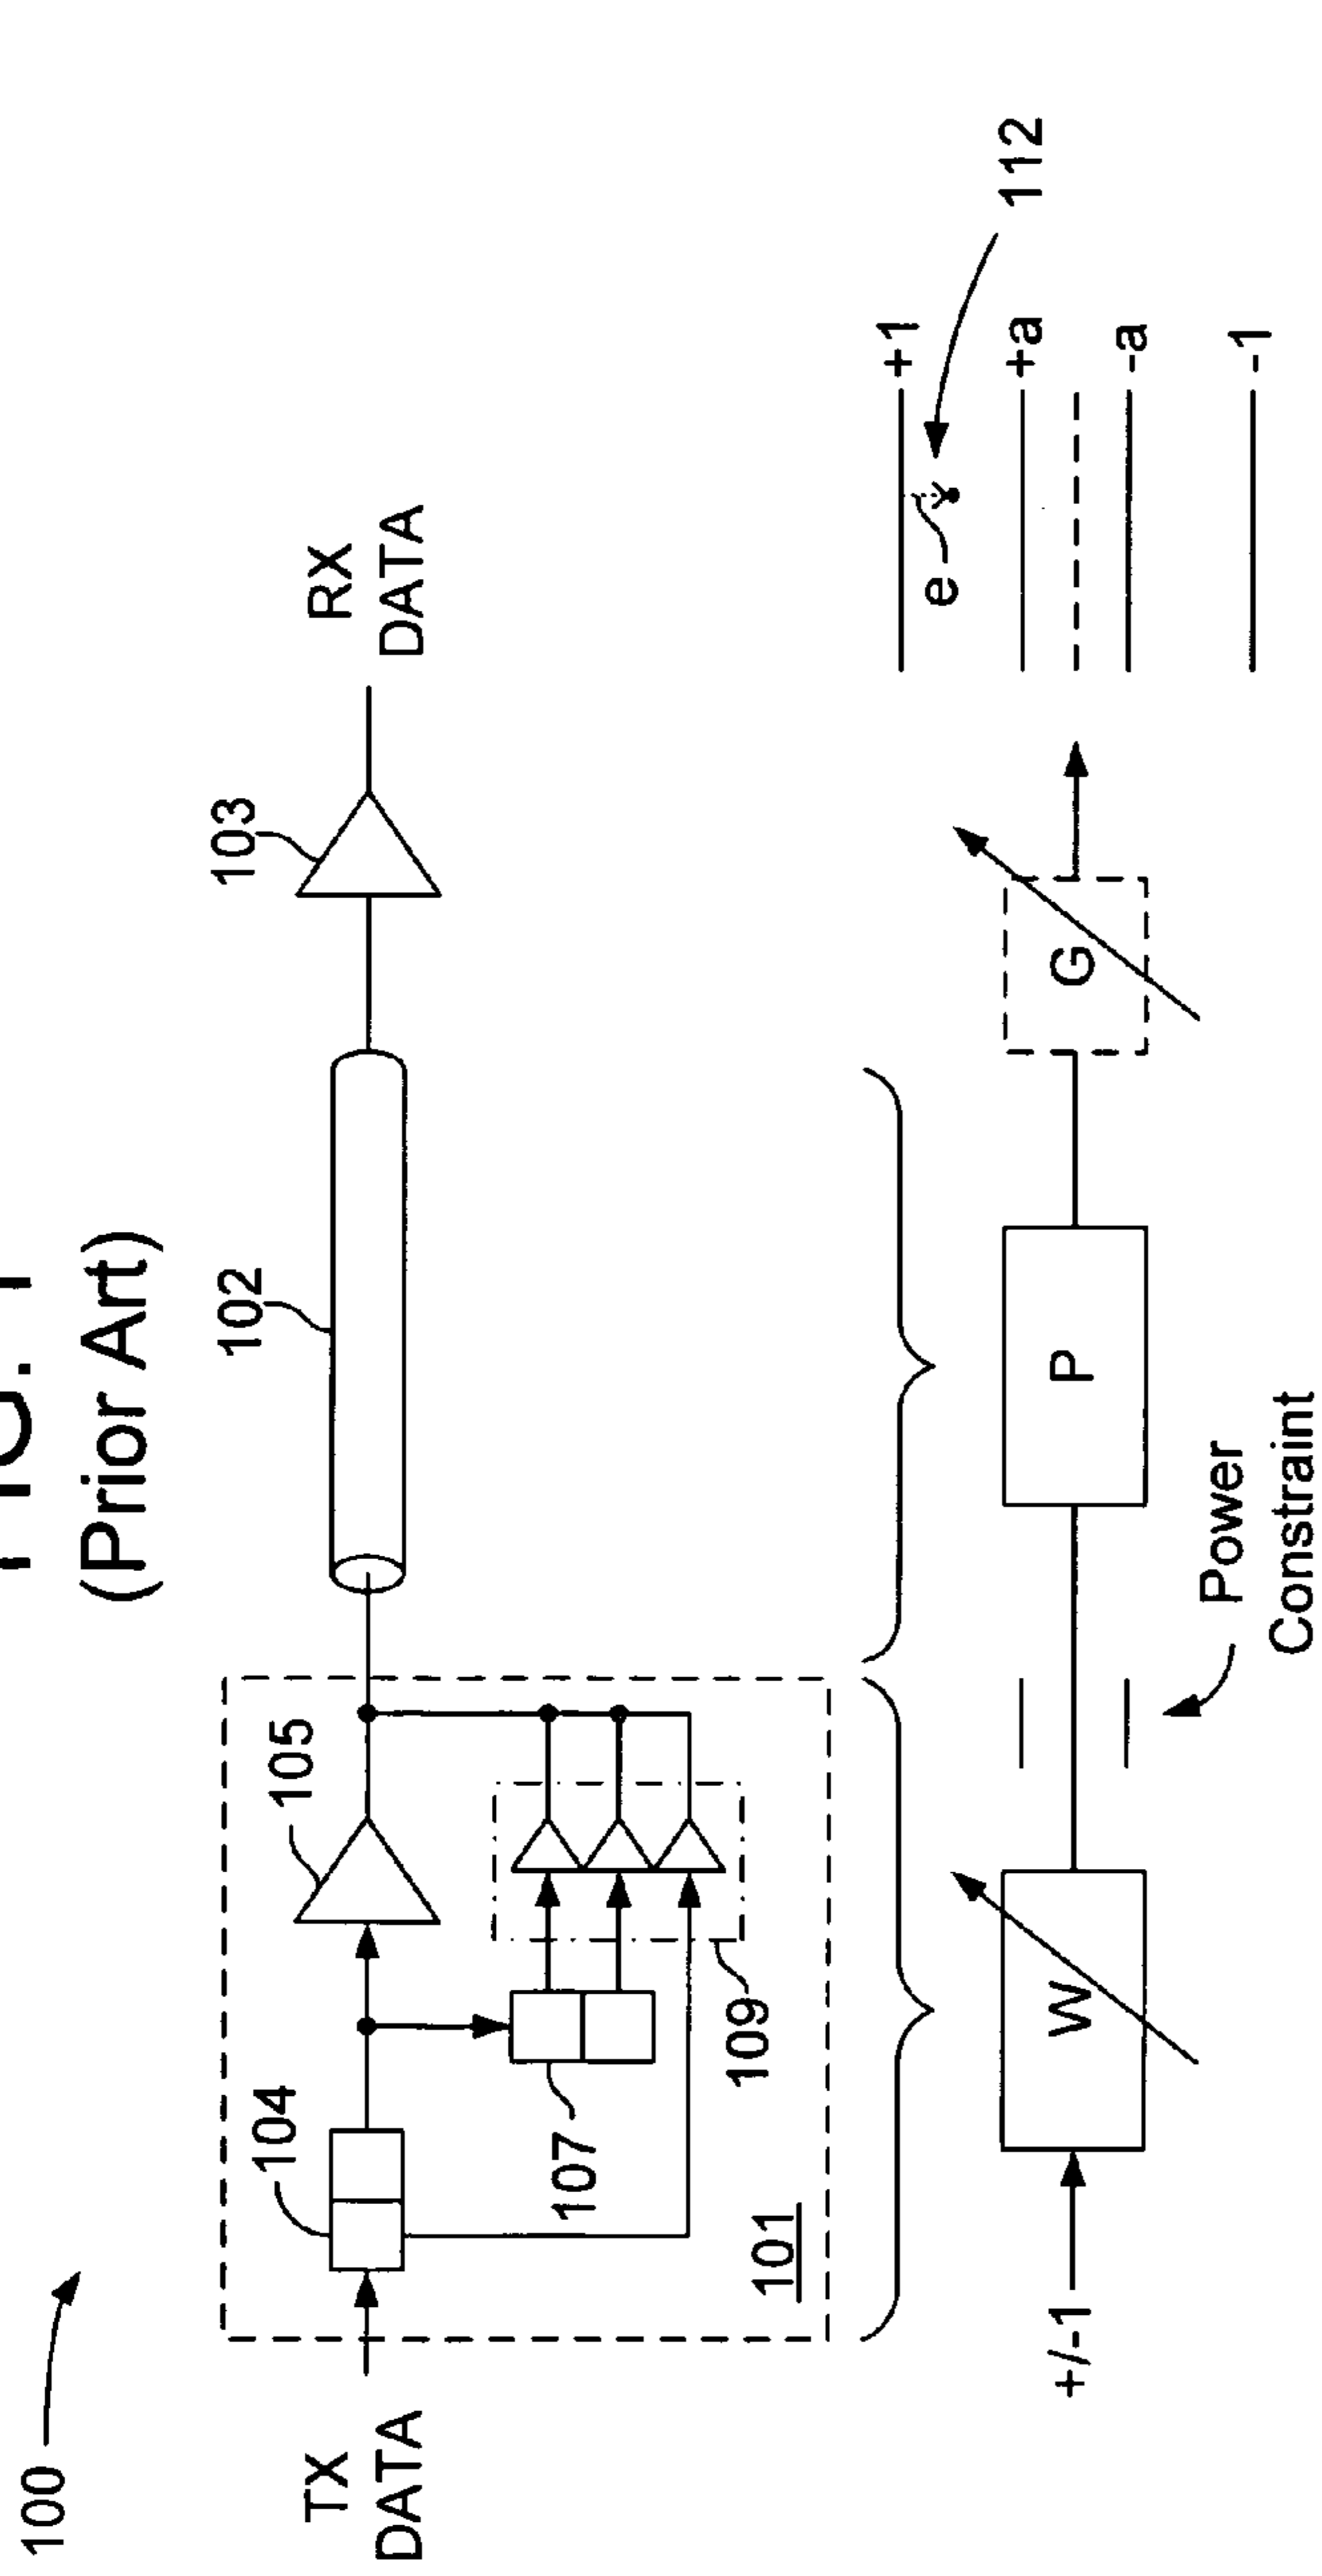 (Prior Art)
100
TX
DATA
104
105
107
109
101
102
103
RX
DATA
+/-1
W
Power
Constraint
P
G
e
+1
+a
-a
-1
112